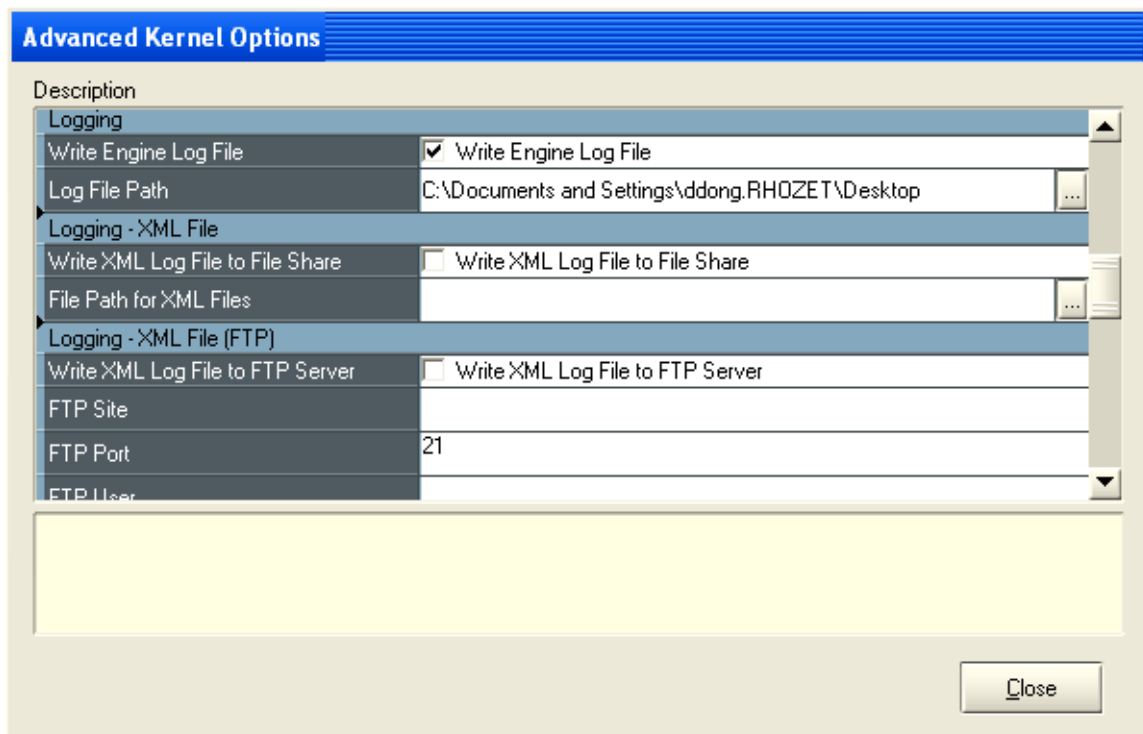 Advanced Kernel Options
Description
Logging
Write Engine Log File Write Engine Log File
Log File Path C:\Documents and Settings\ddong.RHOZET\Desktop ...
Logging - XML File
Write XML Log File to File Share Write XML Log File to File Share
File Path for XML Files ...
Logging - XML File (FTP)
Write XML Log File to FTP Server Write XML Log File to FTP Server
FTP Site
FTP Port 21
FTP User
Close